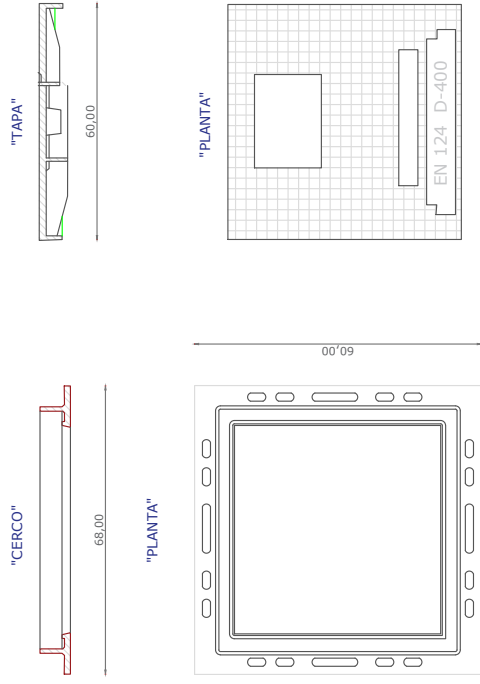 "TAPA"
60,00
"PLANTA"
EN 124 D-400
"CERCO"
68,00
"PLANTA"
60,00